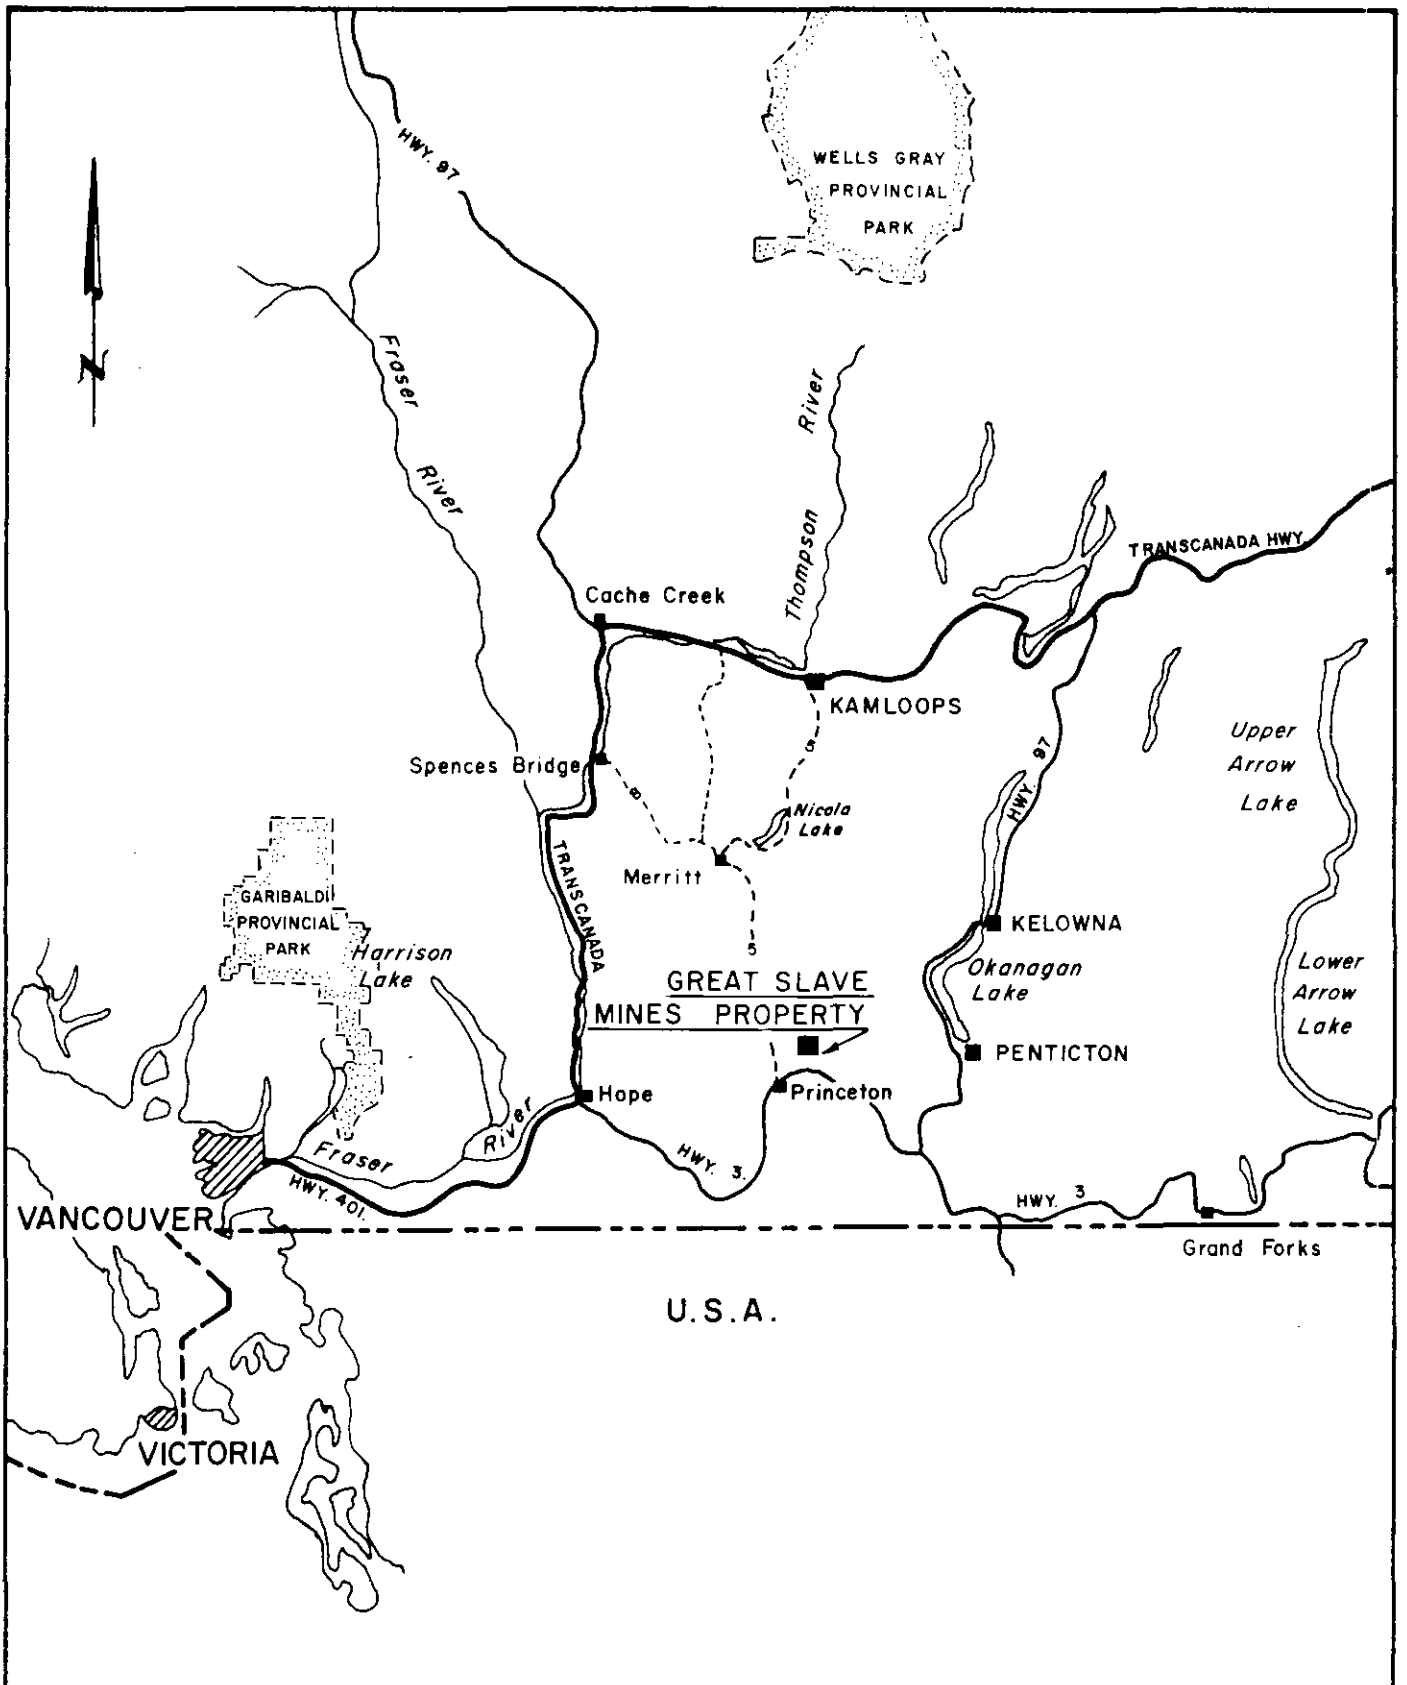 HWY. 97
WELLS GRAY
PROVINCIAL
PARK
N
Fraser
River
Thompson
River
TRANSCANADA HWY.
Cache Creek
KAMLOOPS
5
Spences Bridge
8
Nicola
Lake
HWY. 97
Upper
Arrow
Lake
Merritt
TRANSCANADA
GARIBALDI
PROVINCIAL
PARK
Harrison
Lake
5
KELOWNA
Okanagan
Lake
Lower
Arrow
Lake
GREAT SLAVE
MINES PROPERTY
PENTICTON
Hope
Princeton
Fraser
River
HWY. 3.
HWY. 401.
HWY. 3
VANCOUVER
Grand Forks
U.S.A.
VICTORIA